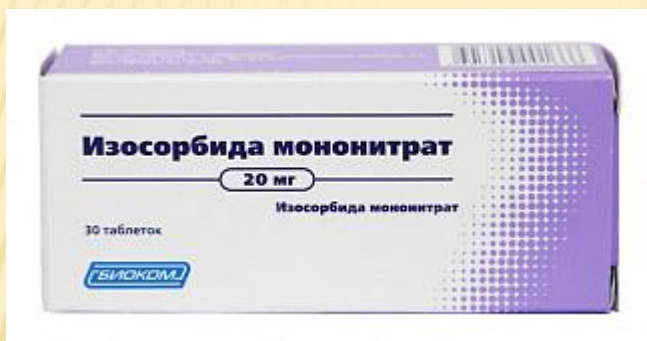 Изосорбида мононитрат
20 мг
Изосорбида мононитрат
30 таблеток
БИОКОМ